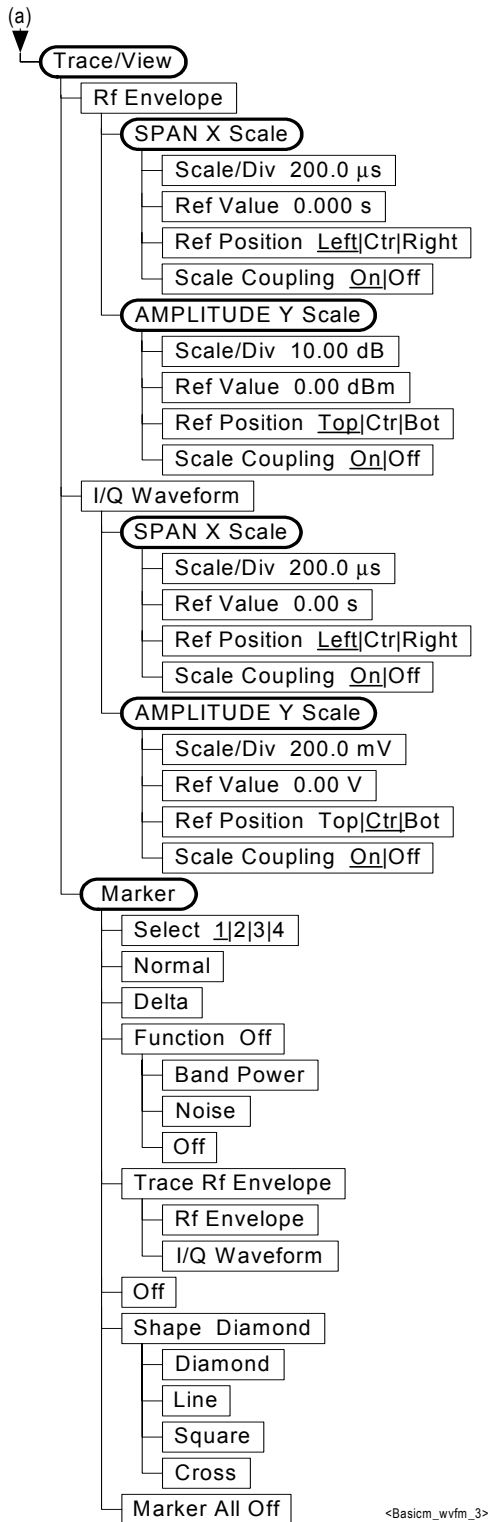 (a)
Trace/View
Rf Envelope
SPAN X Scale
Scale/Div 200.0 μs
Ref Value 0.000 s
Ref Position Left|Ctr|Right
Scale Coupling On|Off
AMPLITUDE Y Scale
Scale/Div 10.00 dB
Ref Value 0.00 dBm
Ref Position Top|Ctr|Bot
Scale Coupling On|Off
I/Q Waveform
SPAN X Scale
Scale/Div 200.0 μs
Ref Value 0.00 s
Ref Position Left|Ctr|Right
Scale Coupling On|Off
AMPLITUDE Y Scale
Scale/Div 200.0 mV
Ref Value 0.00 V
Ref Position Top|Ctr|Bot
Scale Coupling On|Off
Marker
Select 1|2|3|4
Normal
Delta
Function Off
Band Power
Noise
Off
Trace Rf Envelope
Rf Envelope
I/Q Waveform
Off
Shape Diamond
Diamond
Line
Square
Cross
Marker All Off
<Basicm_wvfm_3>